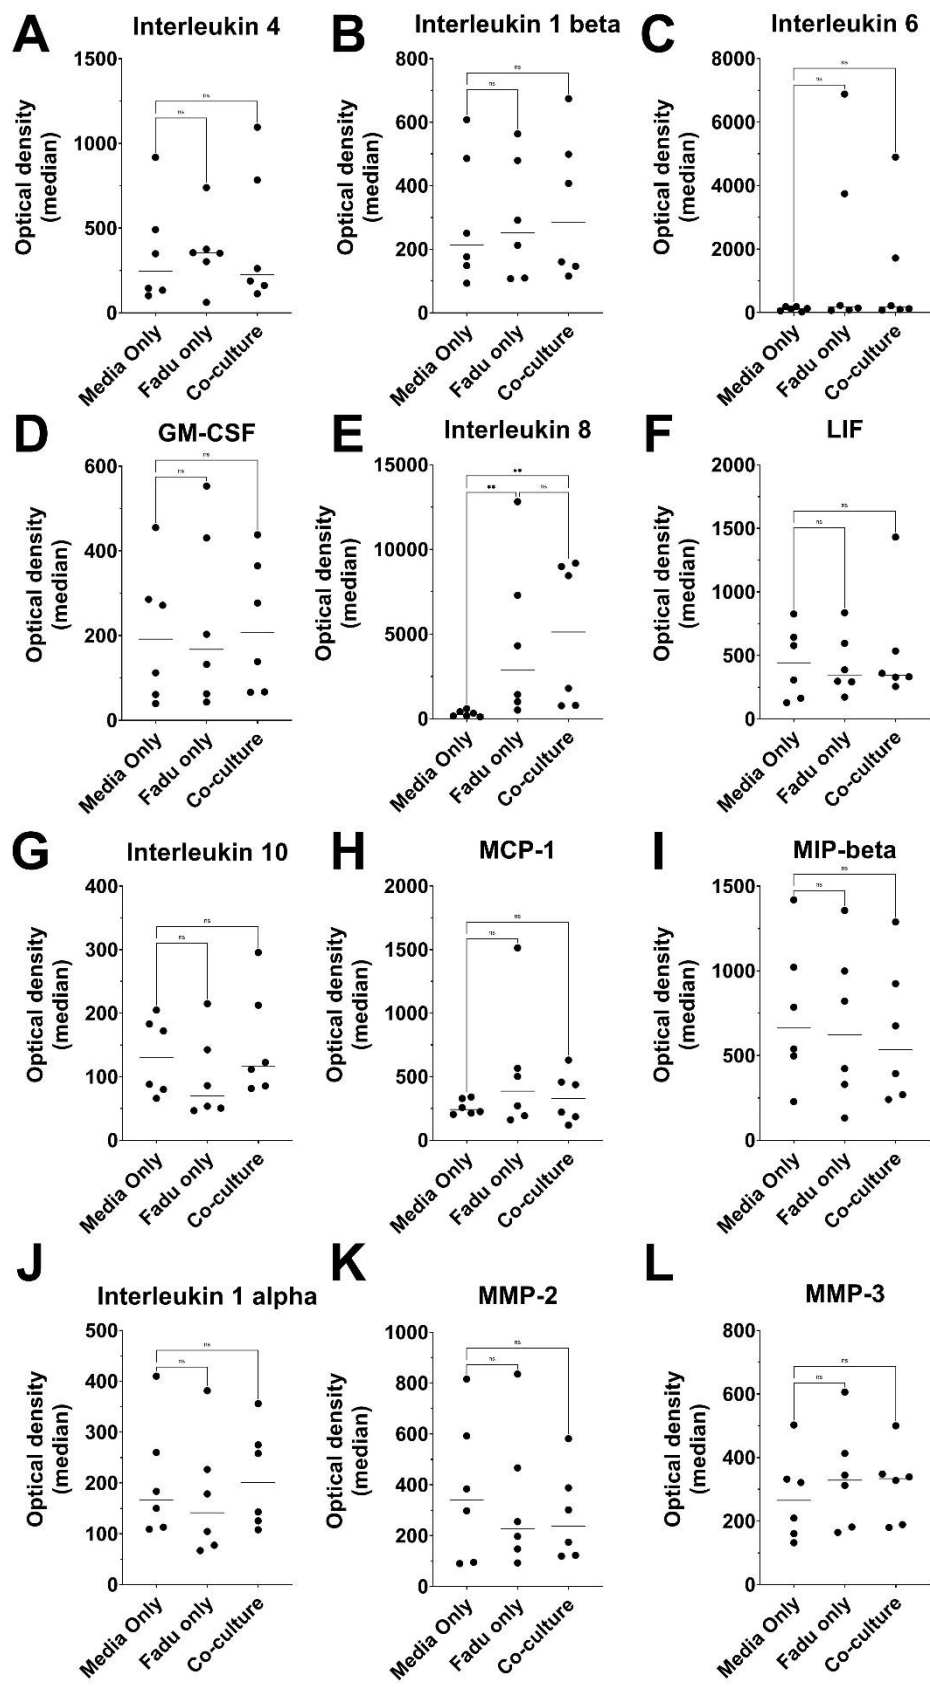 A Interleukin 4
Optical density
(median)
1500
1000
500
0
ns
ns
Media Only
Fadu only
Co-culture
B Interleukin 1 beta
Optical density
(median)
800
600
400
200
0
ns
ns
Media Only
Fadu only
Co-culture
C Interleukin 6
Optical density
(median)
8000
6000
4000
2000
0
ns
ns
Media Only
Fadu only
Co-culture
D GM-CSF
Optical density
(median)
600
400
200
0
ns
ns
Media Only
Fadu only
Co-culture
E Interleukin 8
Optical density
(median)
15000
10000
5000
0
**
** ns
Media Only
Fadu only
Co-culture
F LIF
Optical density
(median)
2000
1500
1000
500
0
ns
ns
Media Only
Fadu only
Co-culture
G Interleukin 10
Optical density
(median)
400
300
200
100
0
ns
ns
Media Only
Fadu only
Co-culture
H MCP-1
Optical density
(median)
2000
1500
1000
500
0
ns
ns
Media Only
Fadu only
Co-culture
I MIP-beta
Optical density
(median)
1500
1000
500
0
ns
ns
Media Only
Fadu only
Co-culture
J Interleukin 1 alpha
Optical density
(median)
500
400
300
200
100
0
ns
ns
Media Only
Fadu only
Co-culture
K MMP-2
Optical density
(median)
1000
800
600
400
200
0
ns
ns
Media Only
Fadu only
Co-culture
L MMP-3
Optical density
(median)
800
600
400
200
0
ns
ns
Media Only
Fadu only
Co-culture